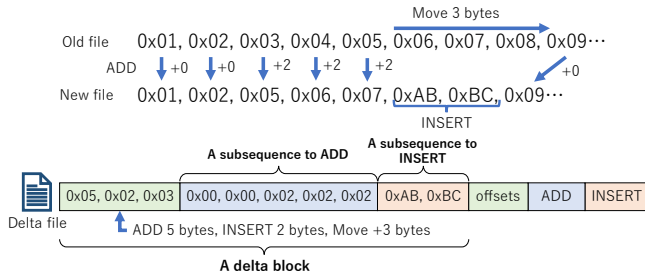 Move 3 bytes
Old file 0x01, 0x02, 0x03, 0x04, 0x05, 0x06, 0x07, 0x08, 0x09…
ADD +0 +0 +2 +2 +2 +0
New file 0x01, 0x02, 0x05, 0x06, 0x07, 0xAB, 0xBC, 0x09…
INSERT
A subsequence to ADD
A subsequence to
INSERT
0x05, 0x02, 0x03 0x00, 0x00, 0x02, 0x02, 0x02 0xAB, 0xBC offsets ADD INSERT
Delta file
ADD 5 bytes, INSERT 2 bytes, Move +3 bytes
A delta block